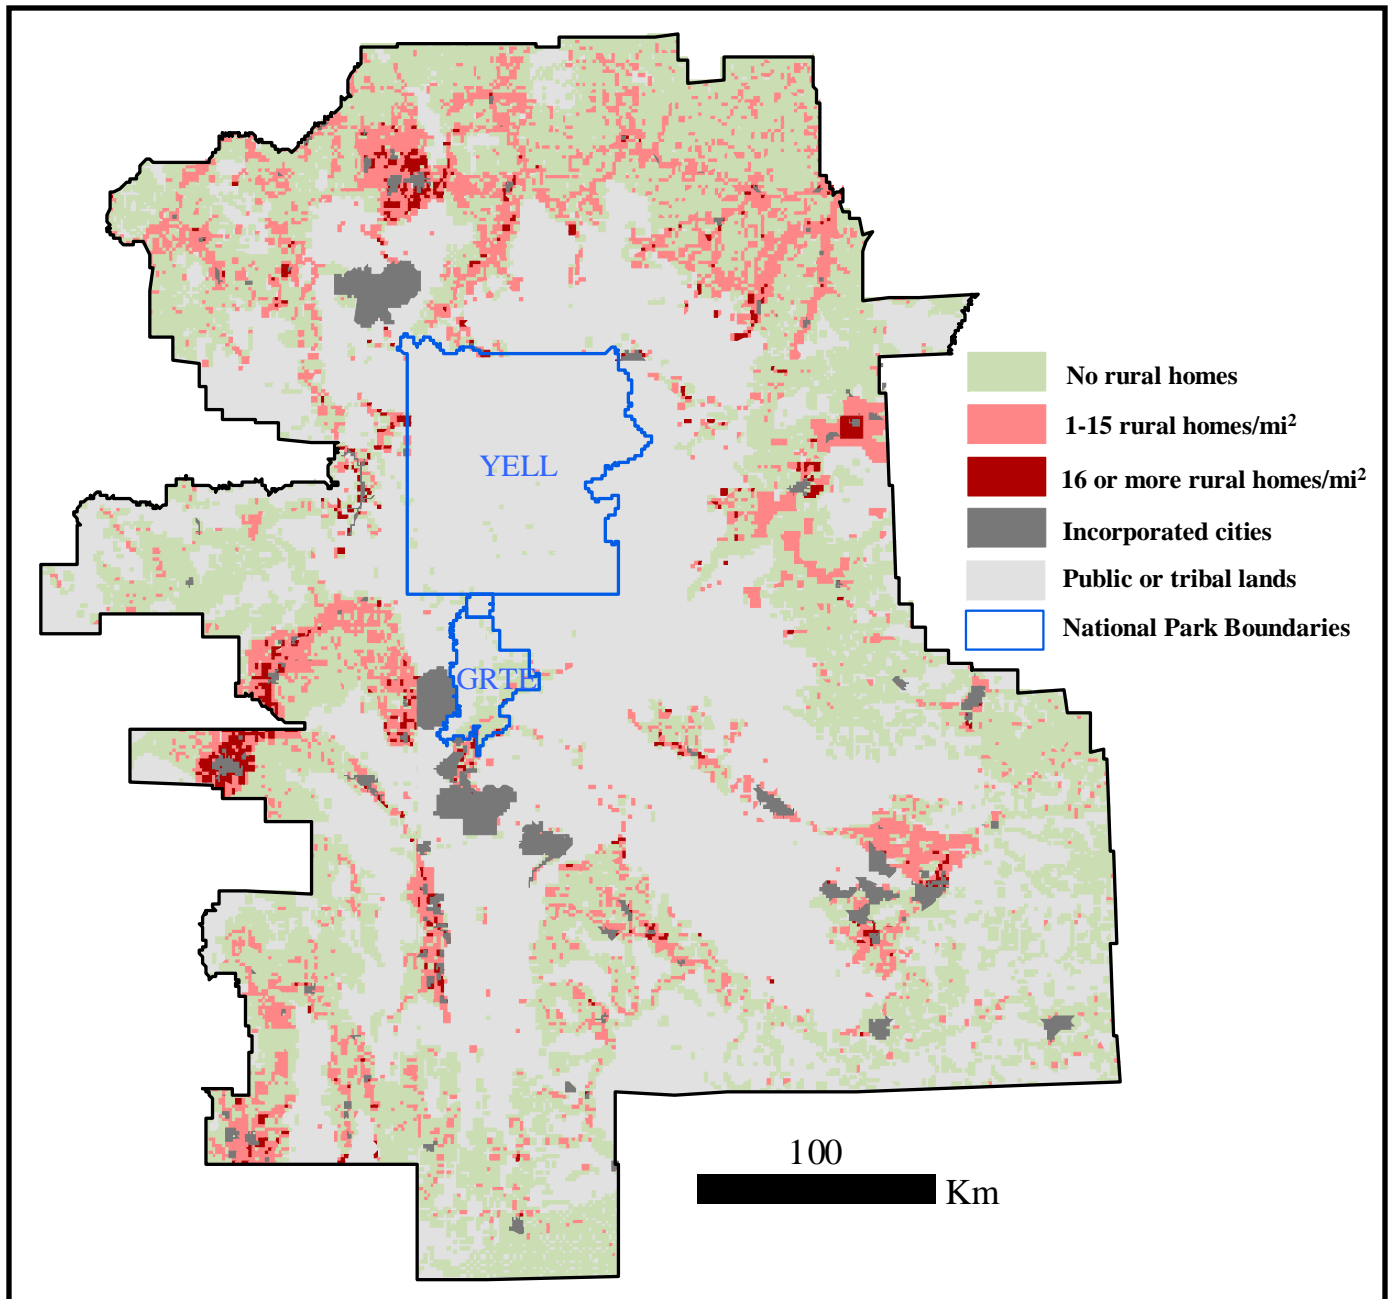 No rural homes
1-15 rural homes/mi²
16 or more rural homes/mi²
Incorporated cities
Public or tribal lands
National Park Boundaries
YELL
GRTE
100
Km